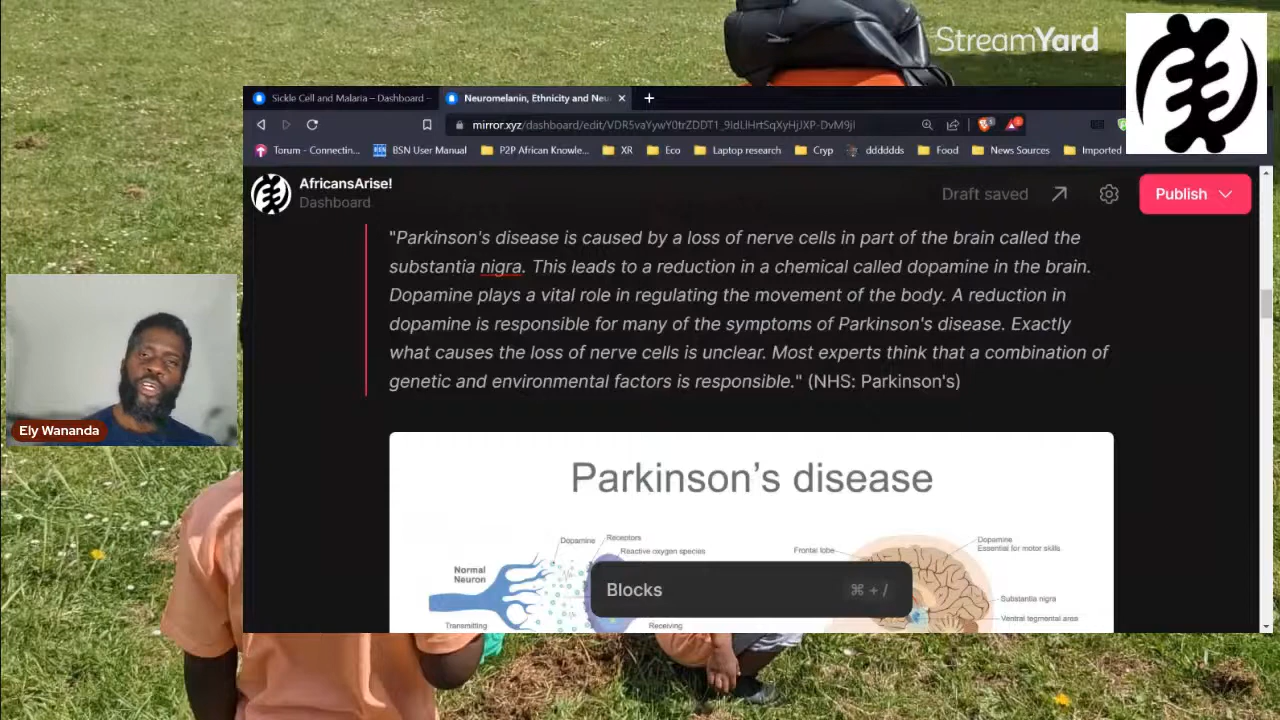 StreamYard
Sickle Cell and Malaria – Dashboard –
Neuromelanin, Ethnicity and Neu
mirror.xyz/dashboard/edit/
Torum - Connectin...
BSN User Manual
P2P African Knowle...
XR
Eco
Laptop research
Cryp
dddddds
Food
News Sources
Imported
AfricansArise!
Dashboard
Draft saved
Publish
"Parkinson's disease is caused by a loss of nerve cells in part of the brain called the
substantia nigra. This leads to a reduction in a chemical called dopamine in the brain.
Dopamine plays a vital role in regulating the movement of the body. A reduction in
dopamine is responsible for many of the symptoms of Parkinson's disease. Exactly
what causes the loss of nerve cells is unclear. Most experts think that a combination of
genetic and environmental factors is responsible." (NHS: Parkinson's)
Ely Wananda
Parkinson's disease
Dopamine
Receptors
Reactive oxygen species
Normal
Neuron
Transmitting
Receiving
Frontal lobe
Dopamine
Essential for motor skills
Substantia nigra
Ventral tegmental area
Blocks
⌘ + /